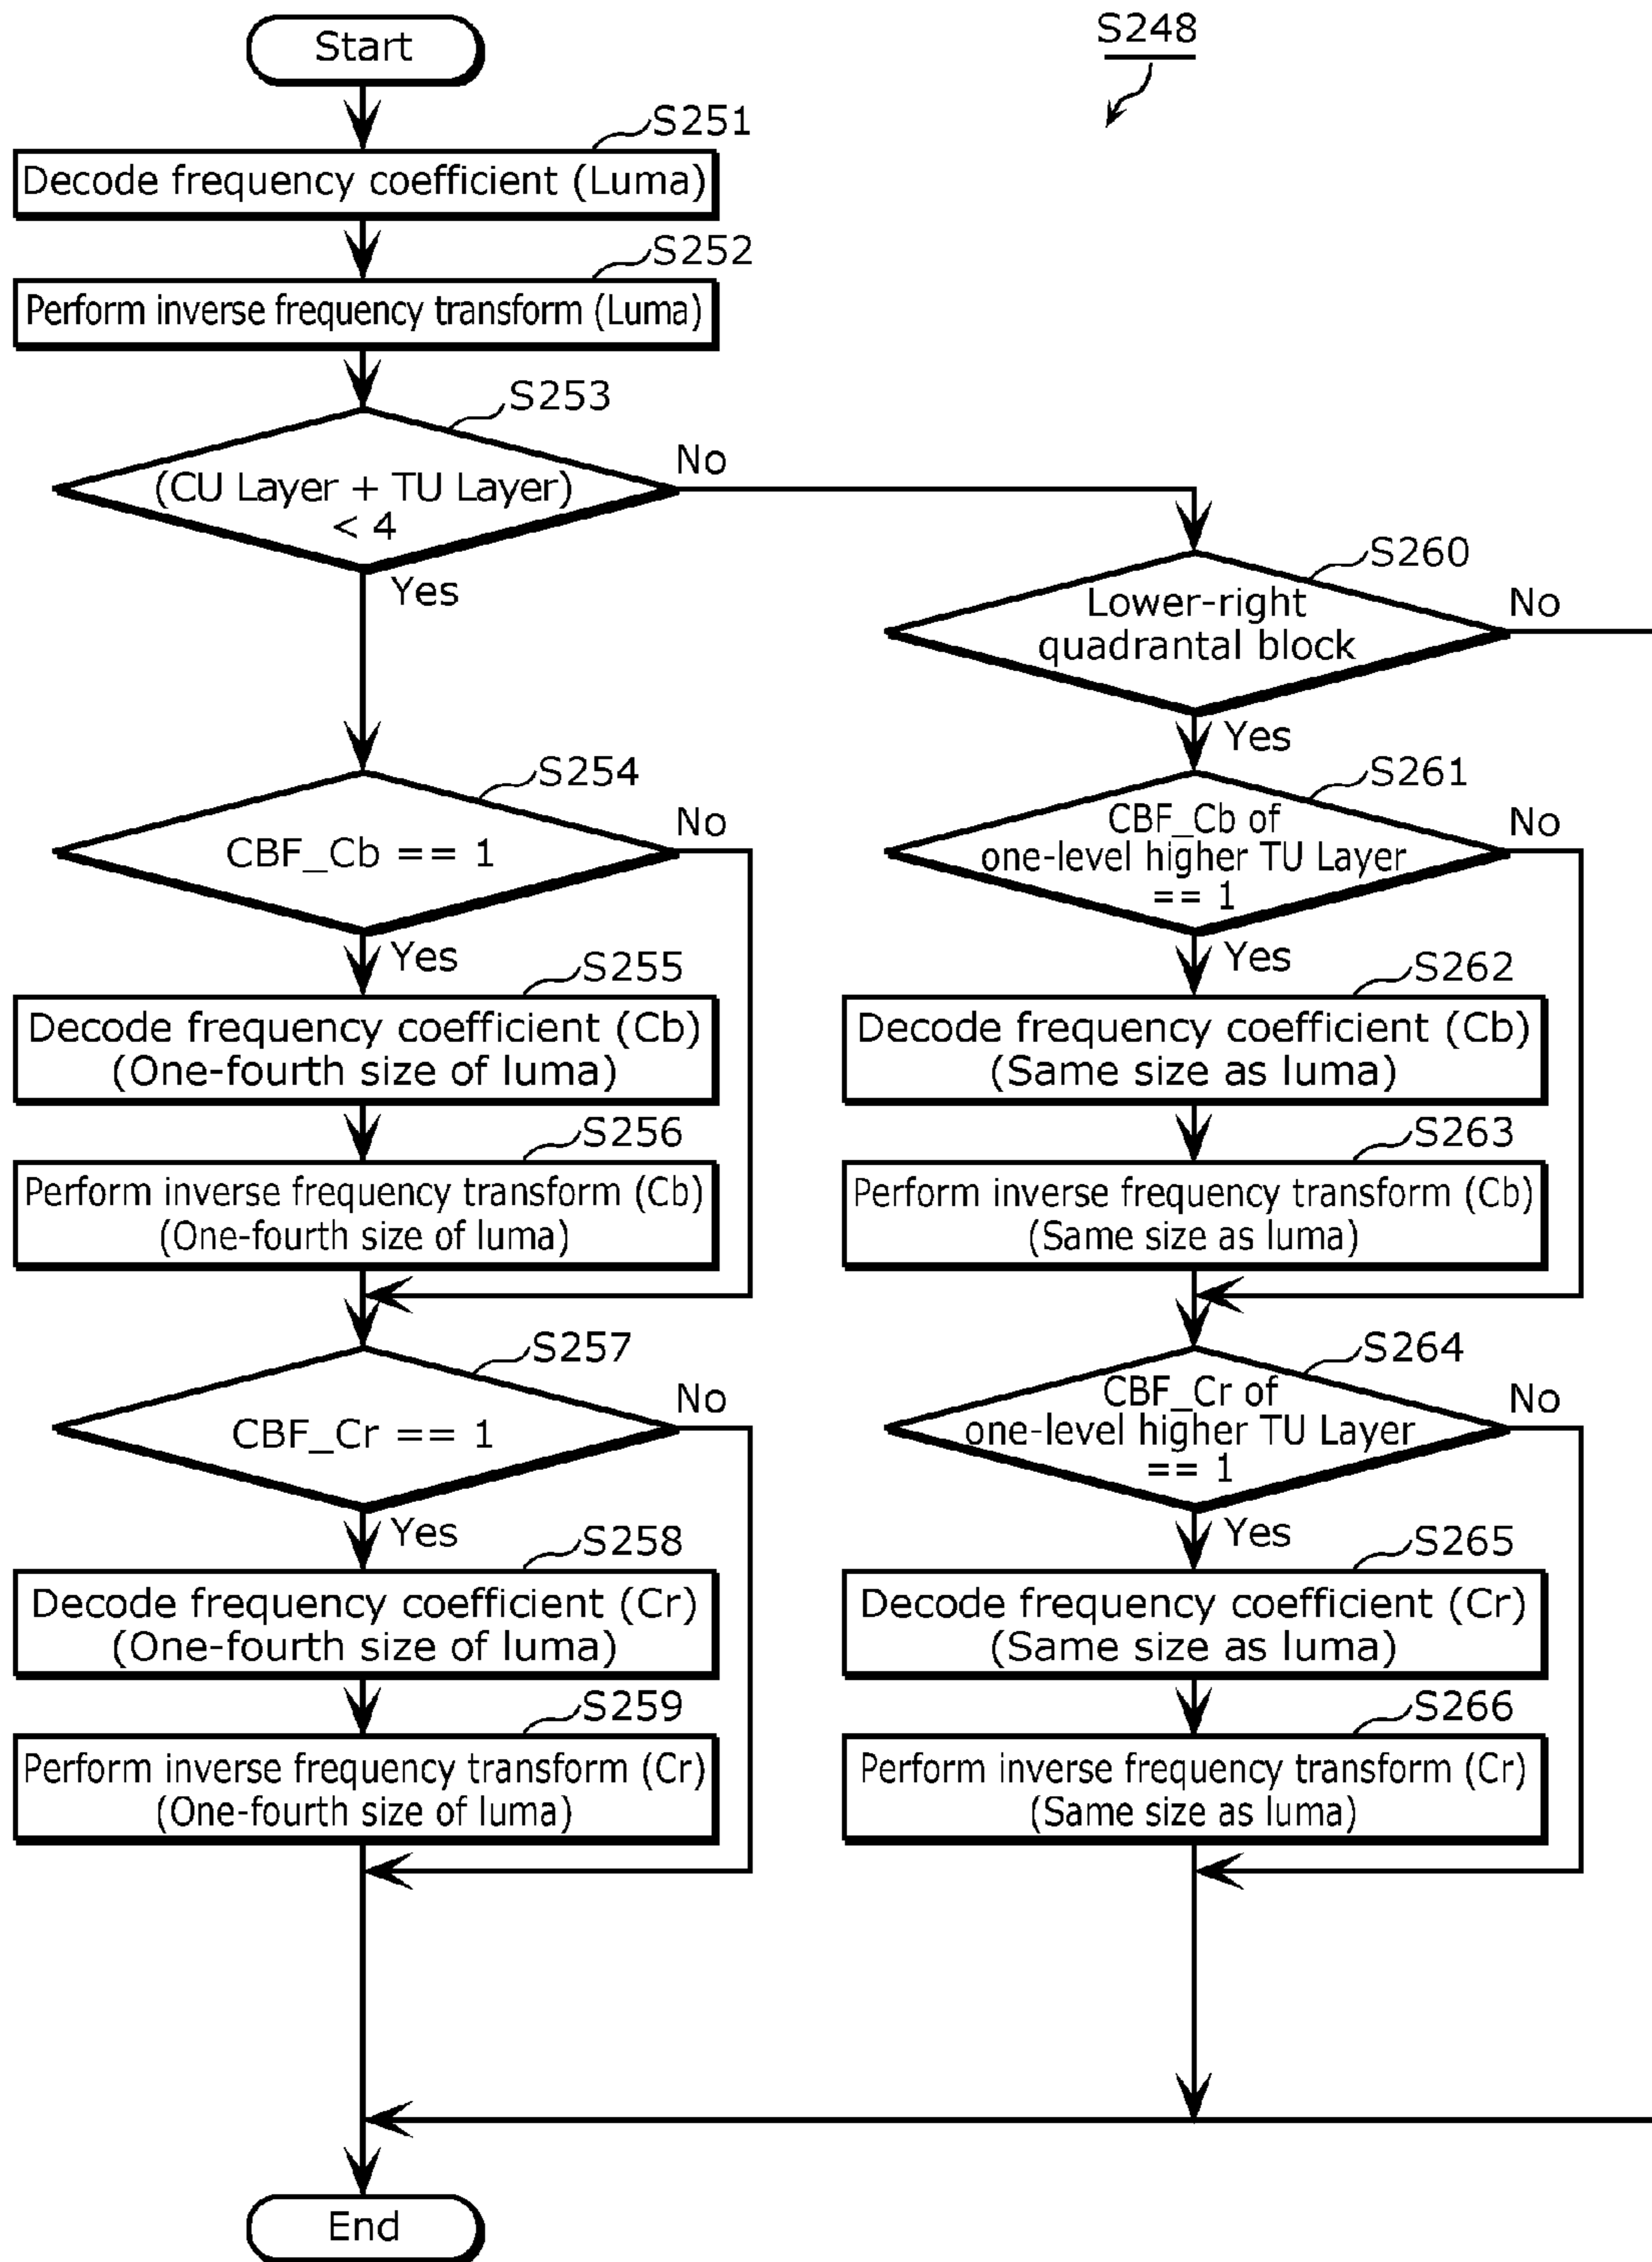 Start
S248
S251
Decode frequency coefficient (Luma)
S252
Perform inverse frequency transform (Luma)
S253
(CU Layer + TU Layer)
< 4
No
Yes
S260
Lower-right
quadrantal block
No
Yes
S254
CBF_Cb == 1
No
Yes
S255
Decode frequency coefficient (Cb)
(One-fourth size of luma)
S256
Perform inverse frequency transform (Cb)
(One-fourth size of luma)
S257
CBF_Cr == 1
No
Yes
S258
Decode frequency coefficient (Cr)
(One-fourth size of luma)
S259
Perform inverse frequency transform (Cr)
(One-fourth size of luma)
S261
CBF_Cb of
one-level higher TU Layer
== 1
No
Yes
S262
Decode frequency coefficient (Cb)
(Same size as luma)
S263
Perform inverse frequency transform (Cb)
(Same size as luma)
S264
CBF_Cr of
one-level higher TU Layer
== 1
No
Yes
S265
Decode frequency coefficient (Cr)
(Same size as luma)
S266
Perform inverse frequency transform (Cr)
(Same size as luma)
End